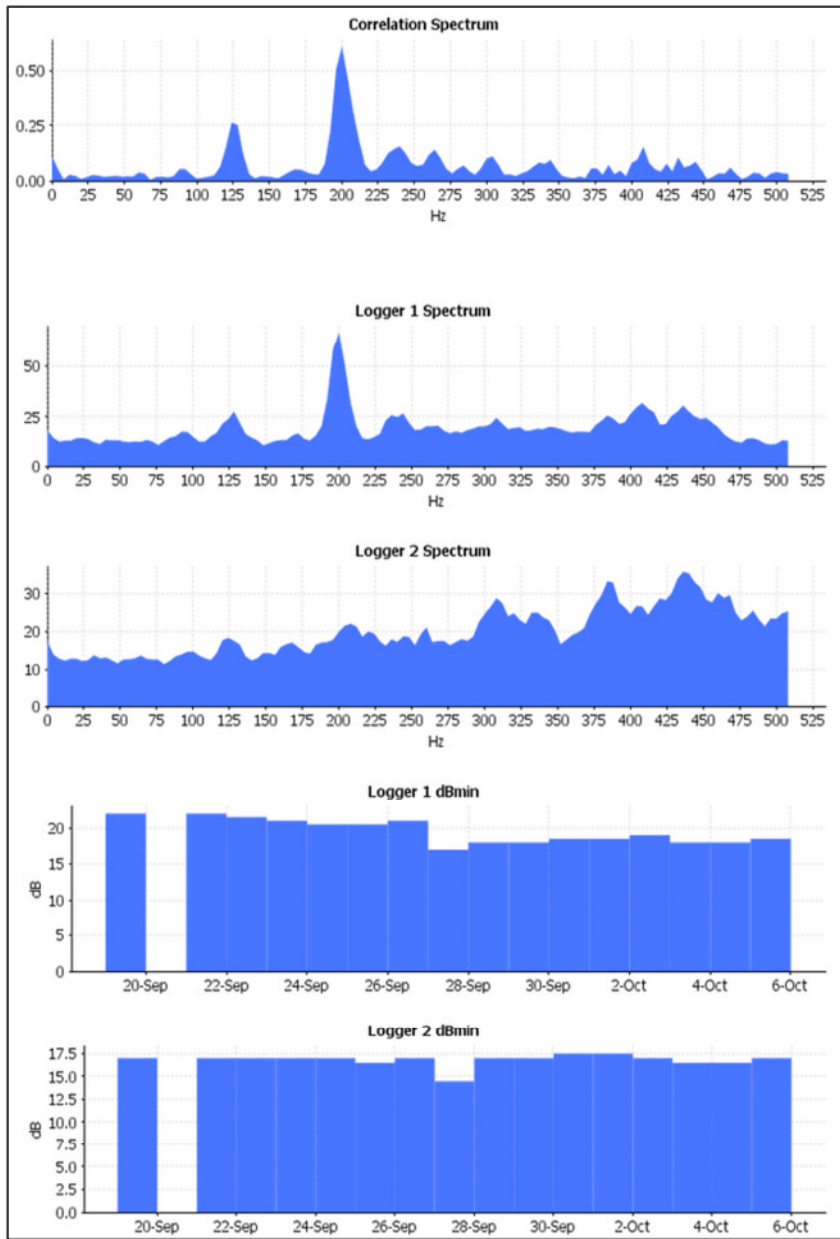 Correlation Spectrum
0.50
0.25
0.00
0 25 50 75 100 125 150 175 200 225 250 275 300 325 350 375 400 425 450 475 500 525
Hz
Logger 1 Spectrum
50
25
0
0 25 50 75 100 125 150 175 200 225 250 275 300 325 350 375 400 425 450 475 500 525
Hz
Logger 2 Spectrum
30
20
10
0
0 25 50 75 100 125 150 175 200 225 250 275 300 325 350 375 400 425 450 475 500 525
Hz
Logger 1 dBmin
20
15
10
5
0
dB
20-Sep 22-Sep 24-Sep 26-Sep 28-Sep 30-Sep 2-Oct 4-Oct 6-Oct
Logger 2 dBmin
17.5
15.0
12.5
10.0
7.5
5.0
2.5
0.0
dB
20-Sep 22-Sep 24-Sep 26-Sep 28-Sep 30-Sep 2-Oct 4-Oct 6-Oct